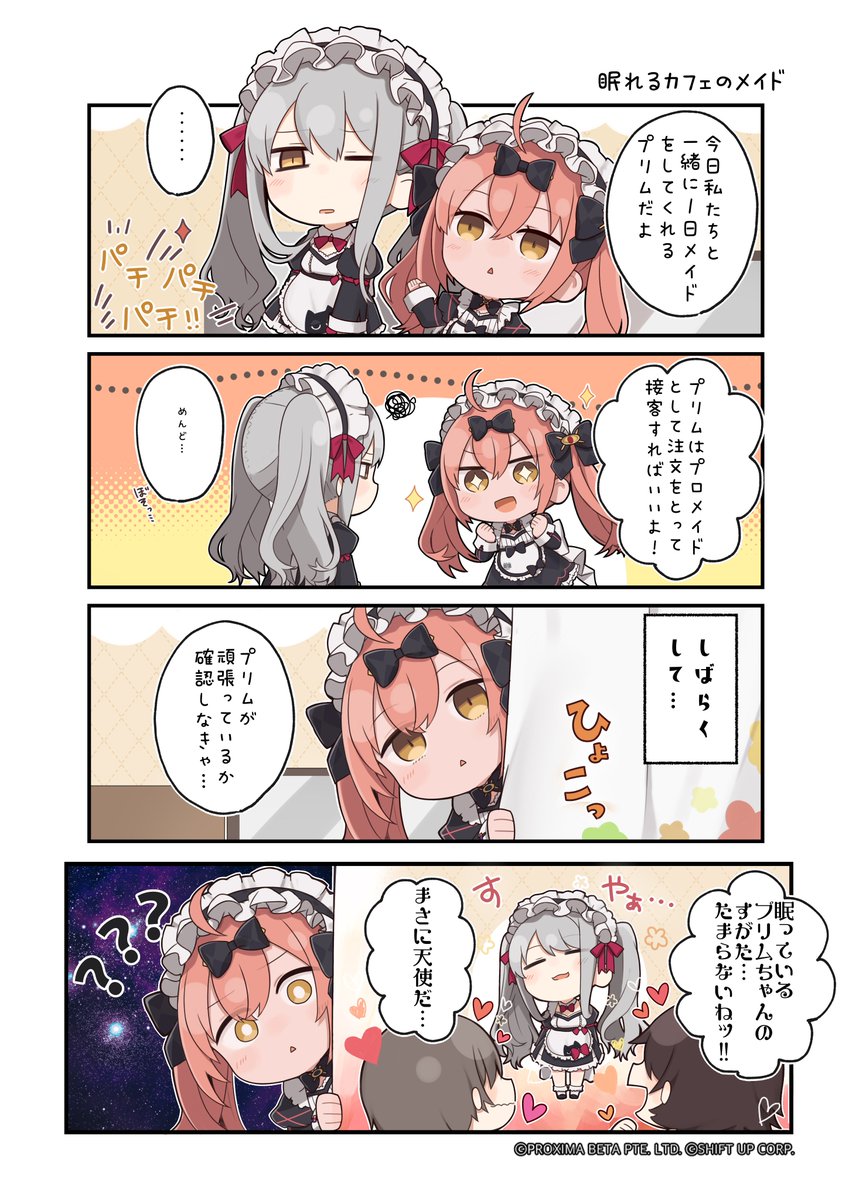 眠れるカフェのメイド
今日私たちと
一緒に1日メイド
をしてくれる
プリムだよ
‥‥‥
パチ
パチ
パチ!!
プリムはプロメイド
として注文をとって
接客すればいいよ!
めんど…
ぼそっ…
しばらく
して…
ひょこっ
プリムが
頑張っているか
確認しなきゃ…
眠っている
プリムちゃんの
すがた…
たまらないねッ!!
すやぁ…
まさに天使だ…
???
©PROXIMA BETA PTE. LTD. ©SHIFT UP CORP.